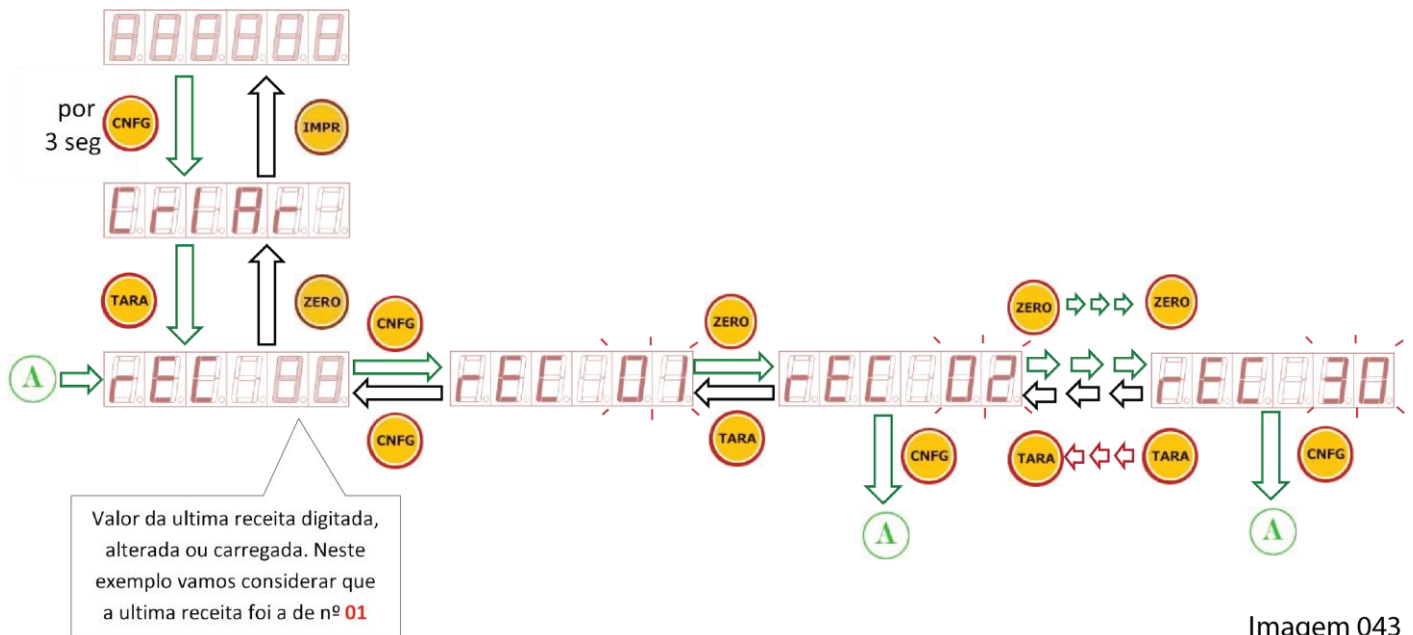 por
3 seg
CNFG
IMPR
CrIAr
TARA
ZERO
CNFG
ZERO
ZERO
ZERO
A
rEC
rEC 01
rEC 02
rEC 30
CNFG
TARA
CNFG
TARA
TARA
CNFG
A
A
Valor da ultima receita digitada,
alterada ou carregada. Neste
exemplo vamos considerar que
a ultima receita foi a de nº 01
Imagem 043